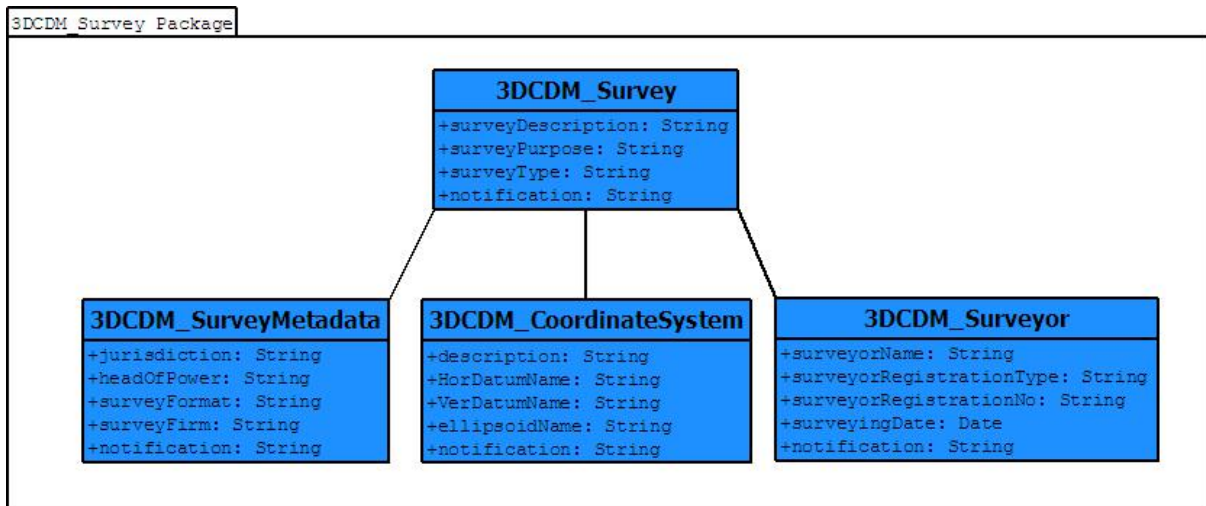 3DCDM_Survey Package
3DCDM_Survey
+surveyDescription: String
+surveyPurpose: String
+surveyType: String
+notification: String
3DCDM_SurveyMetadata
+jurisdiction: String
+headOfPower: String
+surveyFormat: String
+surveyFirm: String
+notification: String
3DCDM_CoordinateSystem
+description: String
+HorDatumName: String
+VerDatumName: String
+ellipsoidName: String
+notification: String
3DCDM_Surveyor
+surveyorName: String
+surveyorRegistrationType: String
+surveyorRegistrationNo: String
+surveyingDate: Date
+notification: String